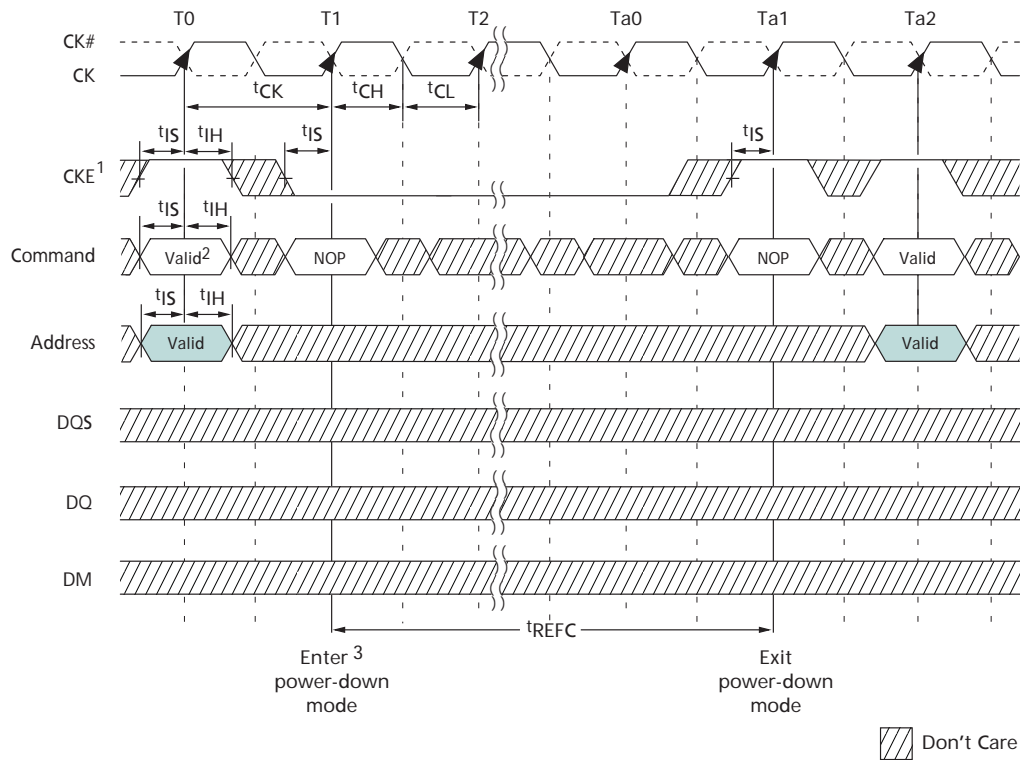 T0 T1 T2 Ta0 Ta1 Ta2
CK#
CK
tCK tCH tCL
tIS tIH tIS tIS
CKE1
tIS tIH
Command Valid2 NOP NOP Valid
tIS tIH
Address Valid Valid
DQS
DQ
DM
tREFC
Enter 3
power-down
mode
Exit
power-down
mode
Don't Care